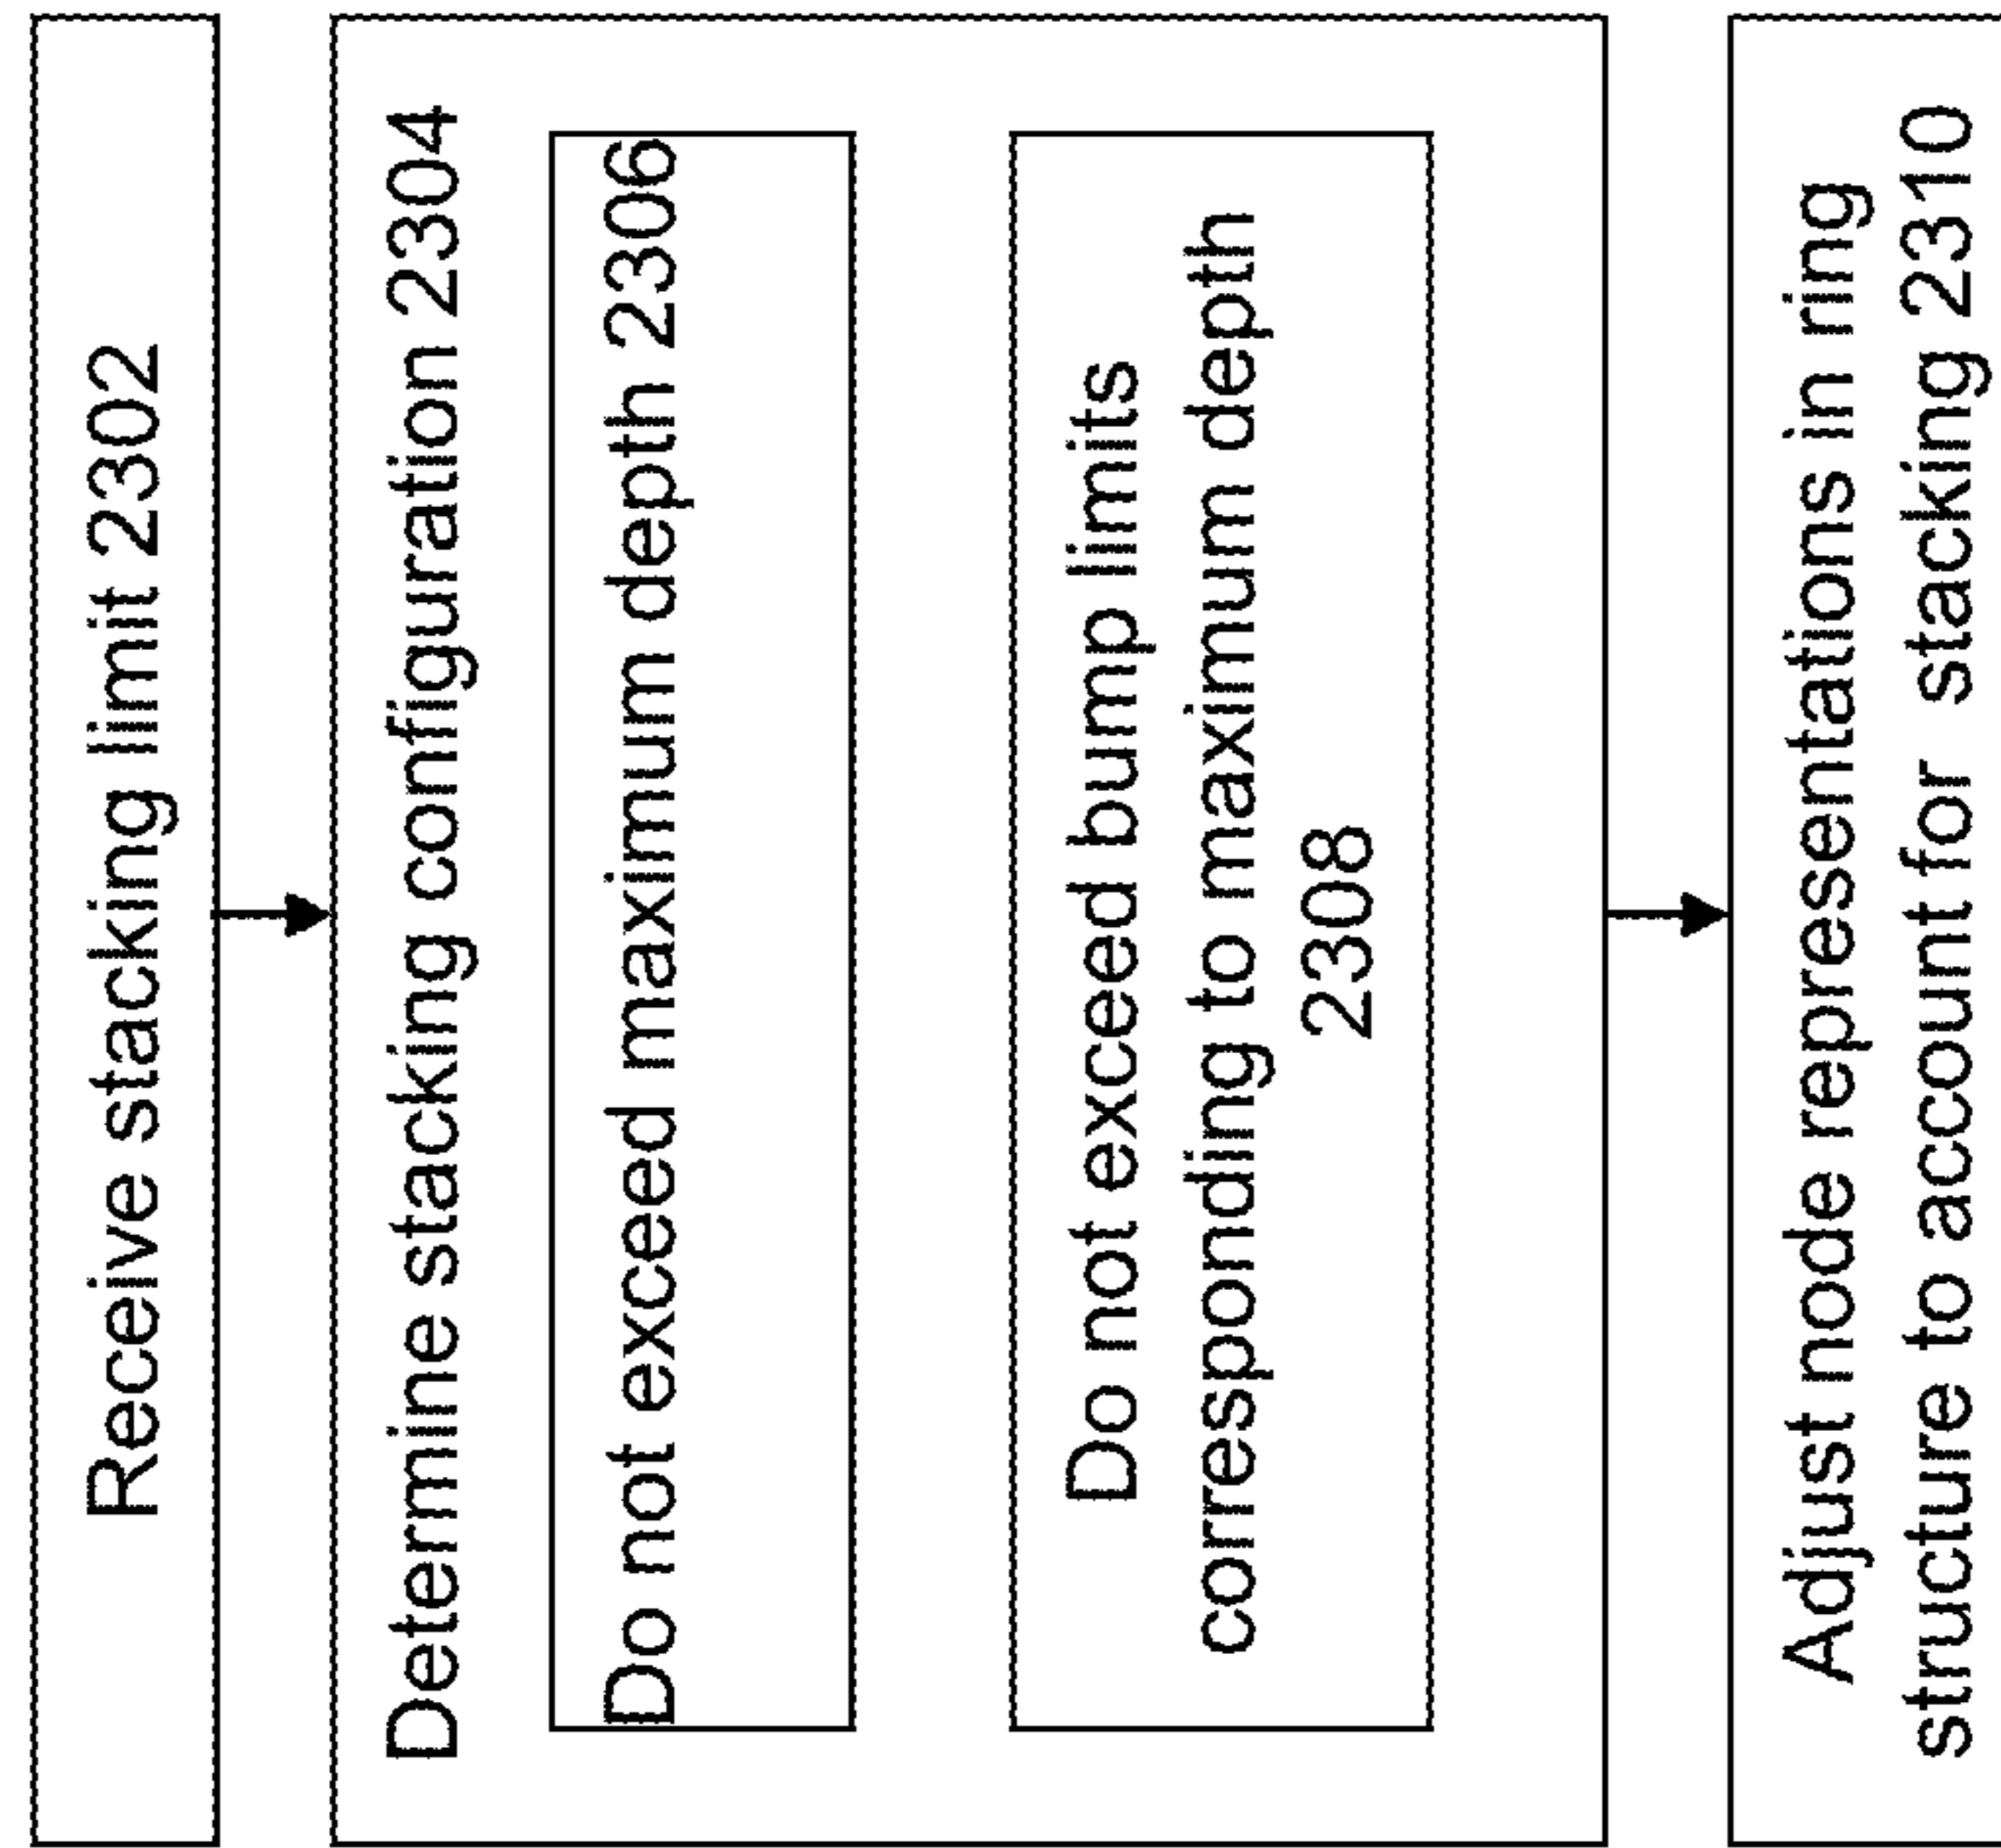 Receive stacking limit 2302
Determine stacking configuration 2304
Do not exceed maximum depth 2306
Do not exceed bump limits
corresponding to maximum depth
2308
Adjust node representations in ring
structure to account for stacking 2310